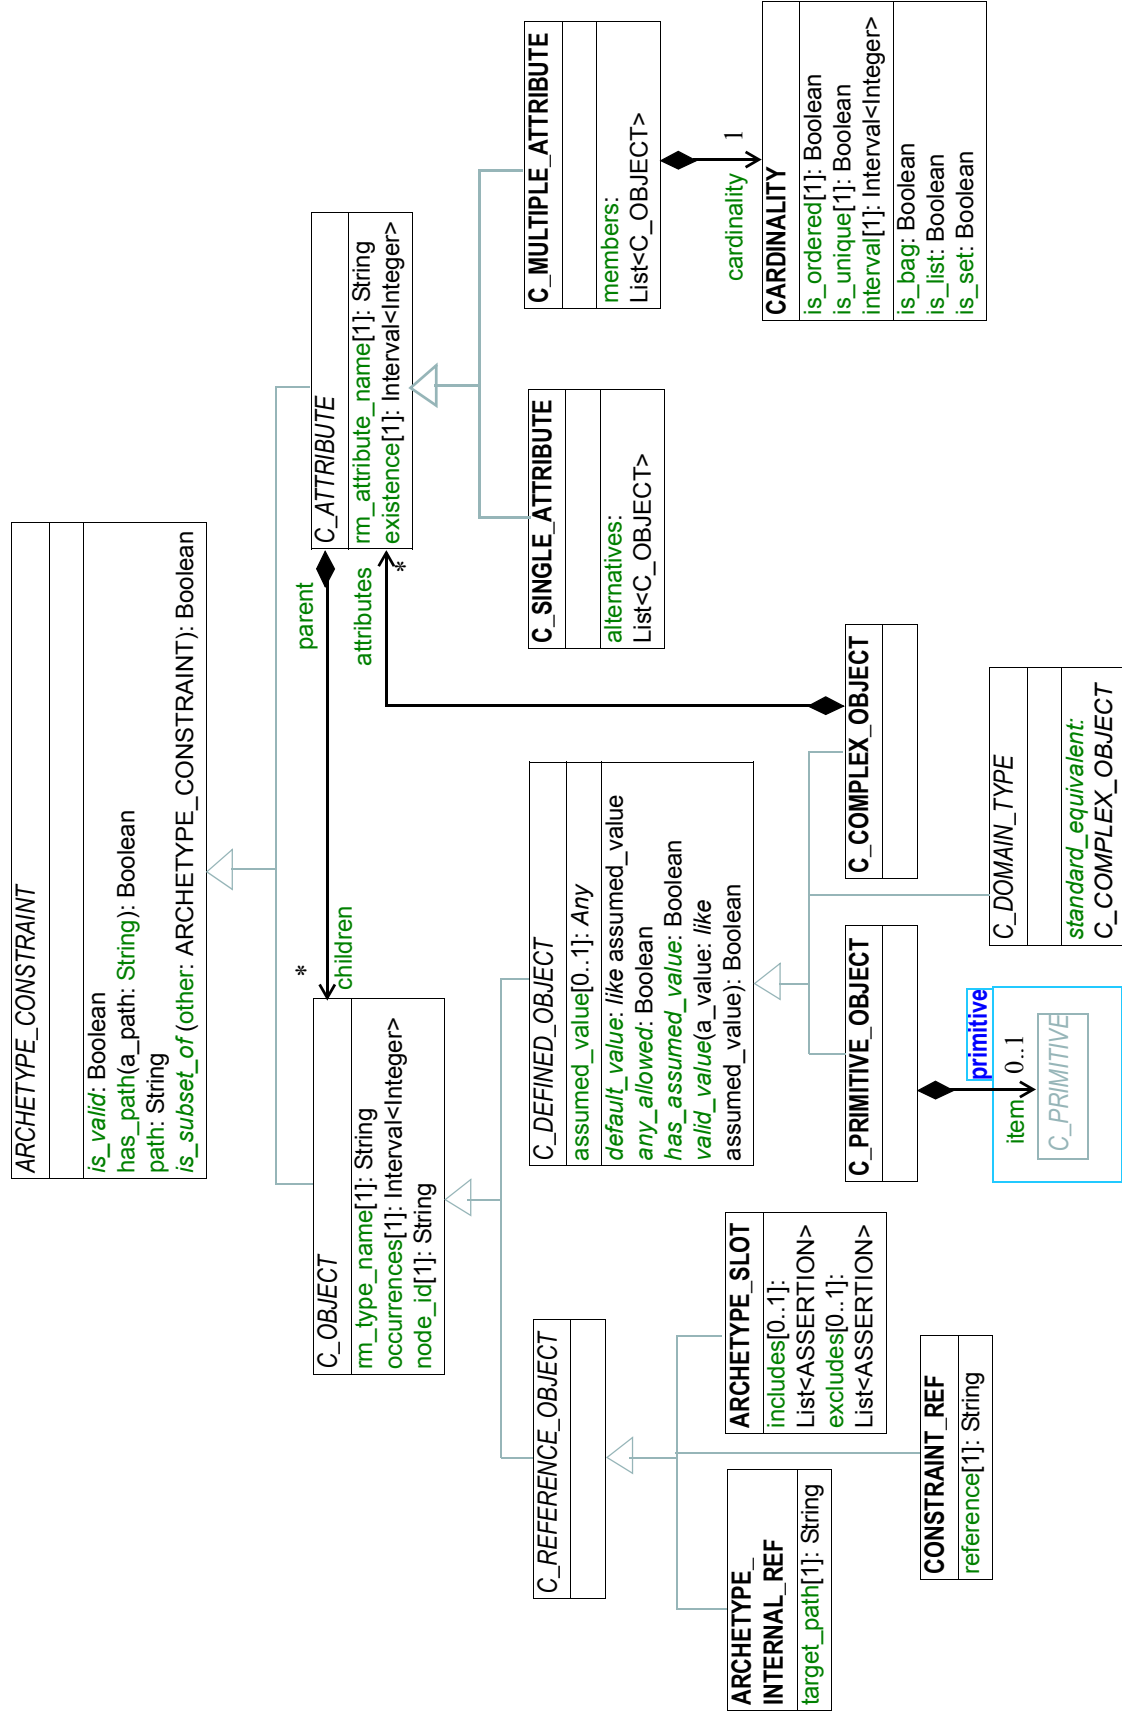 ARCHETYPE_CONSTRAINT
is_valid: Boolean
has_path(a_path: String): Boolean
path: String
is_subset_of (other: ARCHETYPE_CONSTRAINT): Boolean
C_OBJECT
rm_type_name[1]: String
occurrences[1]: Interval<Integer>
node_id[1]: String
*
children
parent
attributes
*
C_ATTRIBUTE
rm_attribute_name[1]: String
existence[1]: Interval<Integer>
C_REFERENCE_OBJECT
C_DEFINED_OBJECT
assumed_value[0..1]: Any
default_value: like assumed_value
any_allowed: Boolean
has_assumed_value: Boolean
valid_value(a_value: like
assumed_value): Boolean
C_SINGLE_ATTRIBUTE
alternatives:
List<C_OBJECT>
C_MULTIPLE_ATTRIBUTE
members:
List<C_OBJECT>
cardinality
1
CARDINALITY
is_ordered[1]: Boolean
is_unique[1]: Boolean
interval[1]: Interval<Integer>
is_bag: Boolean
is_list: Boolean
is_set: Boolean
ARCHETYPE_
INTERNAL_REF
target_path[1]: String
ARCHETYPE_SLOT
includes[0..1]:
List<ASSERTION>
excludes[0..1]:
List<ASSERTION>
CONSTRAINT_REF
reference[1]: String
C_PRIMITIVE_OBJECT
C_COMPLEX_OBJECT
primitive
item
0..1
C_PRIMITIVE
C_DOMAIN_TYPE
standard_equivalent:
C_COMPLEX_OBJECT